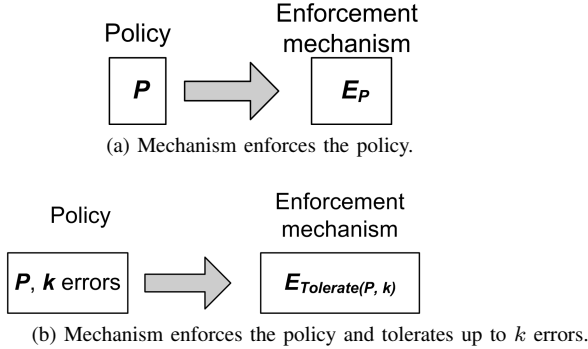 Policy
Enforcement
mechanism
P
E_P
(a) Mechanism enforces the policy.
Policy
Enforcement
mechanism
P, k errors
E_Tolerate(P, k)
(b) Mechanism enforces the policy and tolerates up to k errors.